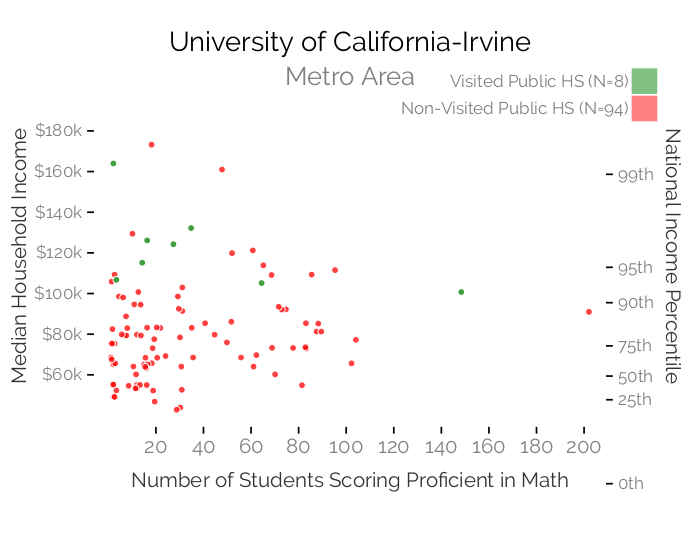 University of California-Irvine
Metro Area
Visited Public HS (N=8)
Non-Visited Public HS (N=94)
Median Household Income
$180k
$160k
$140k
$120k
$100k
$80k
$60k
National Income Percentile
99th
95th
90th
75th
50th
25th
0th
20 40 60 80 100 120 140 160 180 200
Number of Students Scoring Proficient in Math